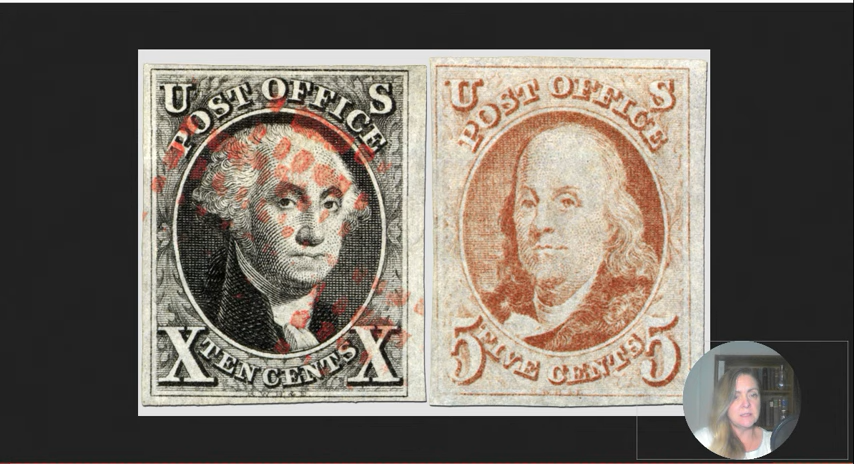 U S
POST OFFICE
X X
TEN CENTS
U S
POST OFFICE
5 5
FIVE CENTS